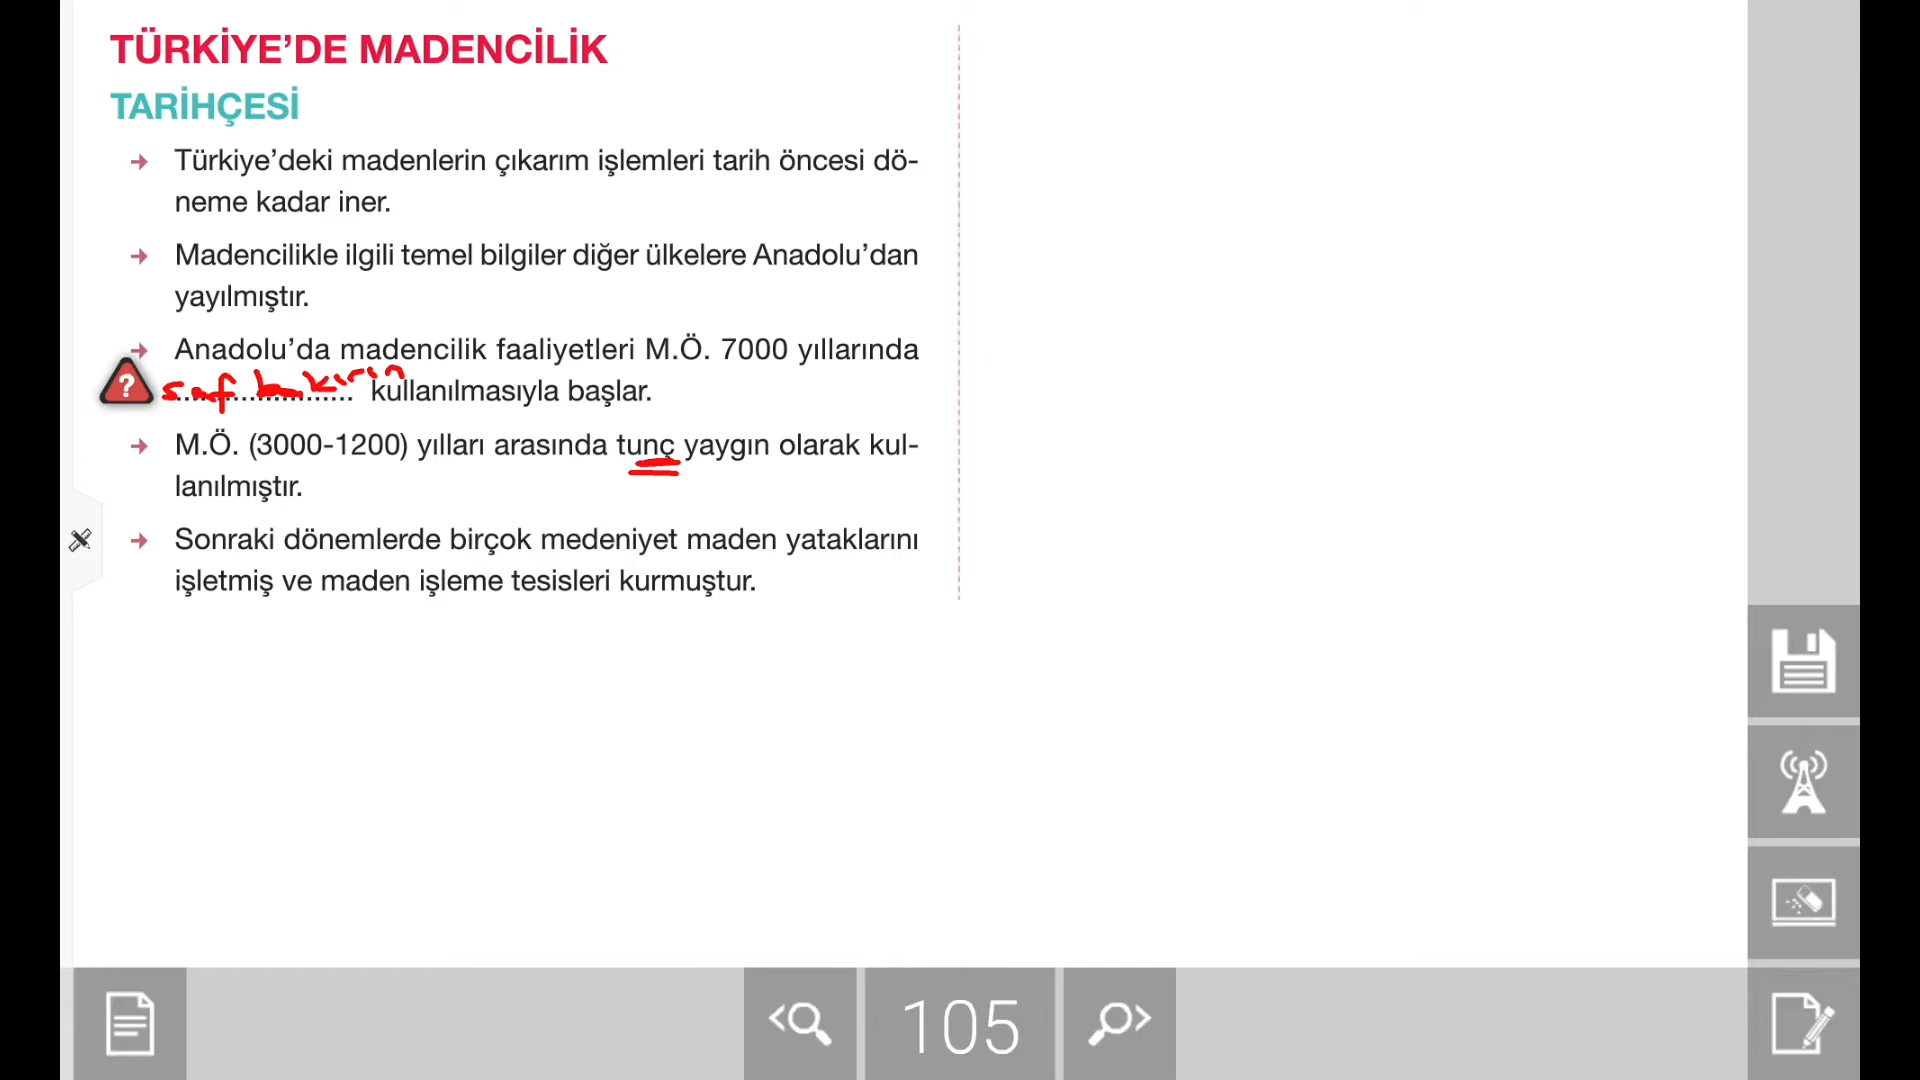 TÜRKİYE’DE MADENCİLİK
TARİHÇESİ
→ Türkiye’deki madenlerin çıkarım işlemleri tarih öncesi dö-
neme kadar iner.
→ Madencilikle ilgili temel bilgiler diğer ülkelere Anadolu’dan
yayılmıştır.
→ Anadolu’da madencilik faaliyetleri M.Ö. 7000 yıllarında
saf bakırın kullanılmasıyla başlar.
→ M.Ö. (3000-1200) yılları arasında tunç yaygın olarak kul-
lanılmıştır.
→ Sonraki dönemlerde birçok medeniyet maden yataklarını
işletmiş ve maden işleme tesisleri kurmuştur.
105